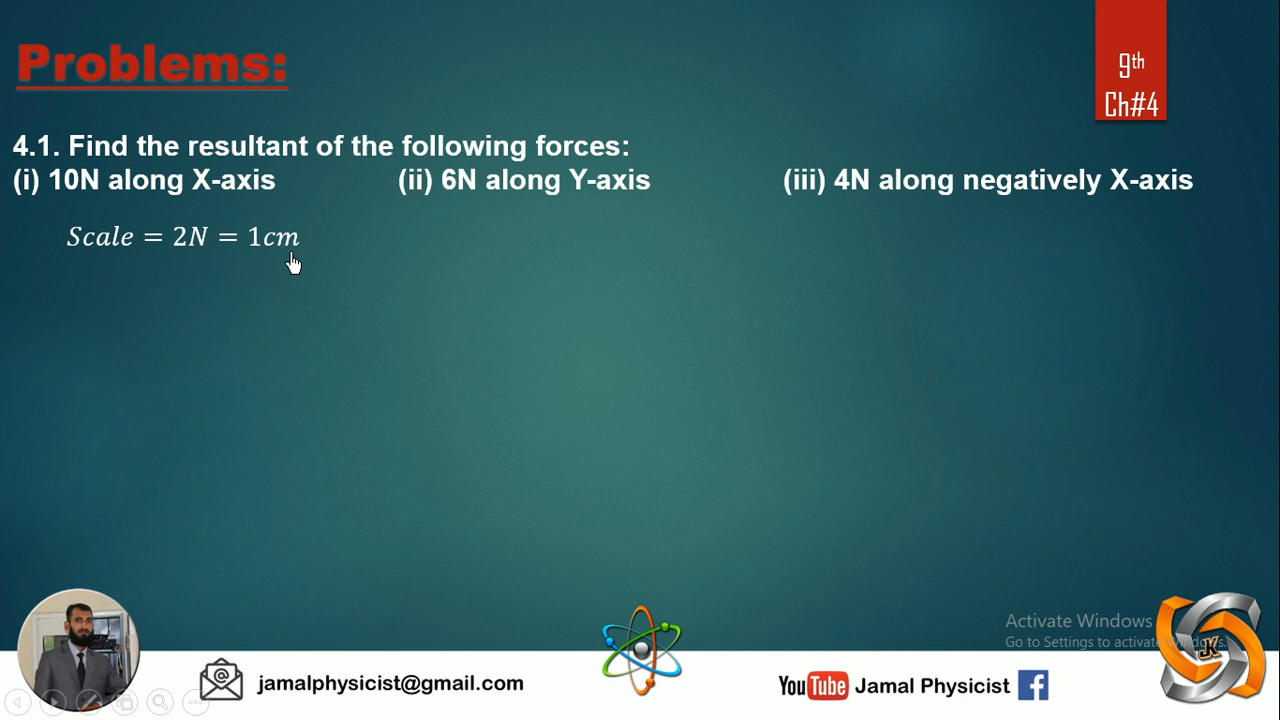 Problems:
9th
Ch#4
4.1. Find the resultant of the following forces:
(i) 10N along X-axis (ii) 6N along Y-axis (iii) 4N along negatively X-axis
Scale = 2N = 1cm
Activate Windows
Go to Settings to activate Windows.
JK
jamalphysicist@gmail.com
YouTube Jamal Physicist f